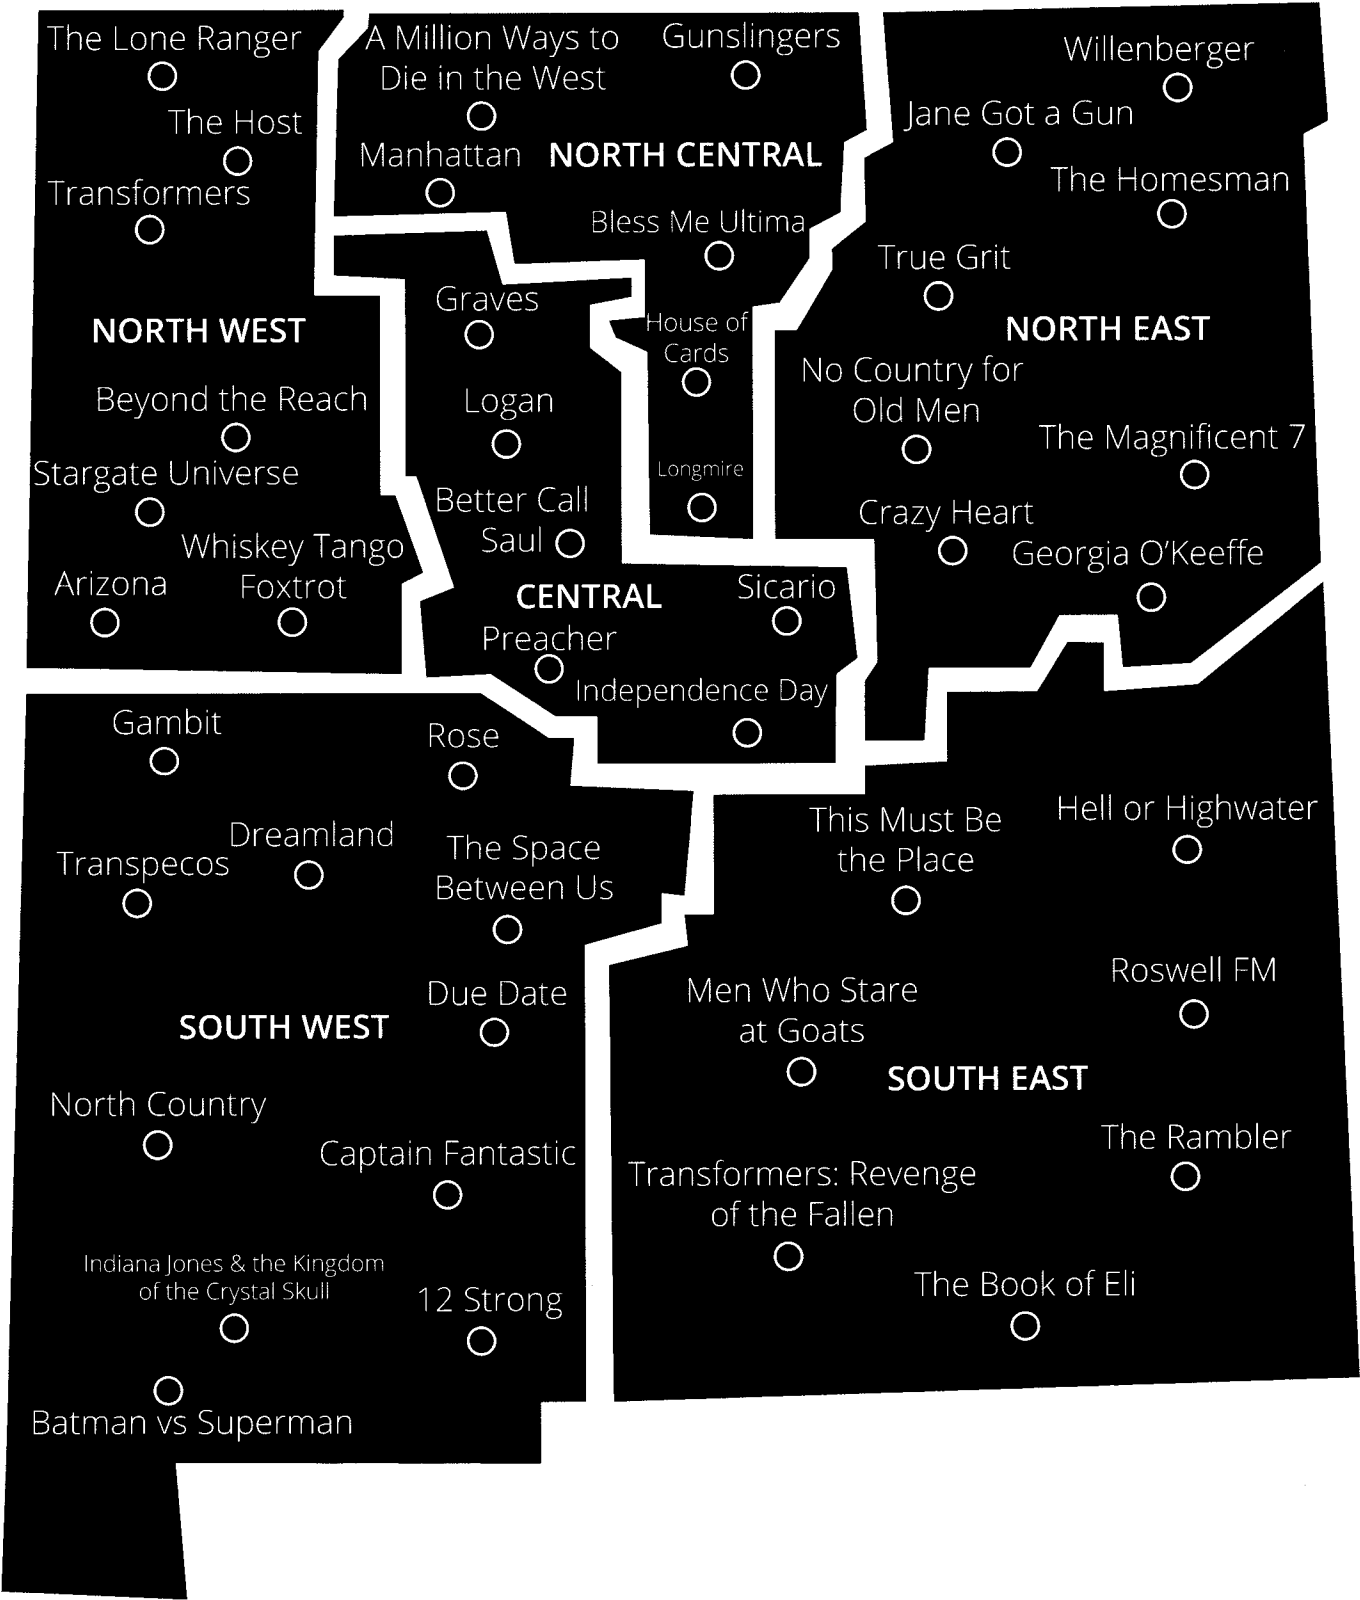 The Lone Ranger
The Host
Transformers
NORTH WEST
Beyond the Reach
Stargate Universe
Whiskey Tango
Foxtrot
Arizona
A Million Ways to
Die in the West
Gunslingers
Manhattan
NORTH CENTRAL
Bless Me Ultima
House of
Cards
Longmire
Willenberger
Jane Got a Gun
The Homesman
True Grit
NORTH EAST
No Country for
Old Men
The Magnificent 7
Crazy Heart
Georgia O'Keeffe
Graves
Logan
Better Call
Saul
CENTRAL
Sicario
Preacher
Independence Day
Gambit
Rose
Dreamland
Transpecos
The Space
Between Us
Due Date
SOUTH WEST
North Country
Captain Fantastic
Indiana Jones & the Kingdom
of the Crystal Skull
12 Strong
Batman vs Superman
This Must Be
the Place
Hell or Highwater
Roswell FM
Men Who Stare
at Goats
SOUTH EAST
The Rambler
Transformers: Revenge
of the Fallen
The Book of Eli